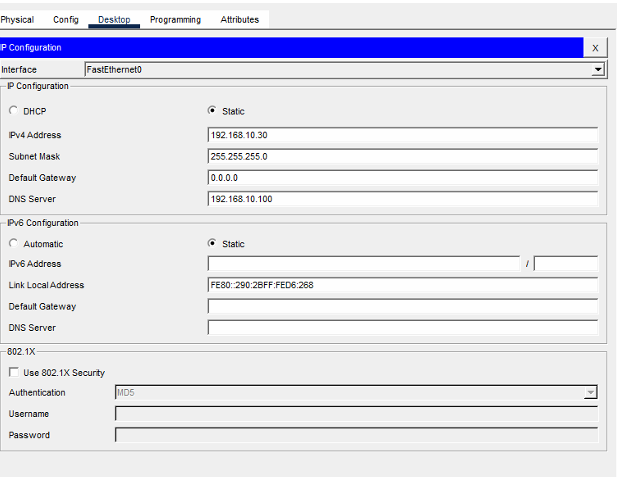 Physical Config Desktop Programming Attributes
IP Configuration X
Interface FastEthernet0
IP Configuration
DHCP Static
IPv4 Address 192.168.10.30
Subnet Mask 255.255.255.0
Default Gateway 0.0.0.0
DNS Server 192.168.10.100
IPv6 Configuration
Automatic Static
IPv6 Address /
Link Local Address FE80::290:2BFF:FED6:268
Default Gateway
DNS Server
802.1X
Use 802.1X Security
Authentication MD5
Username
Password